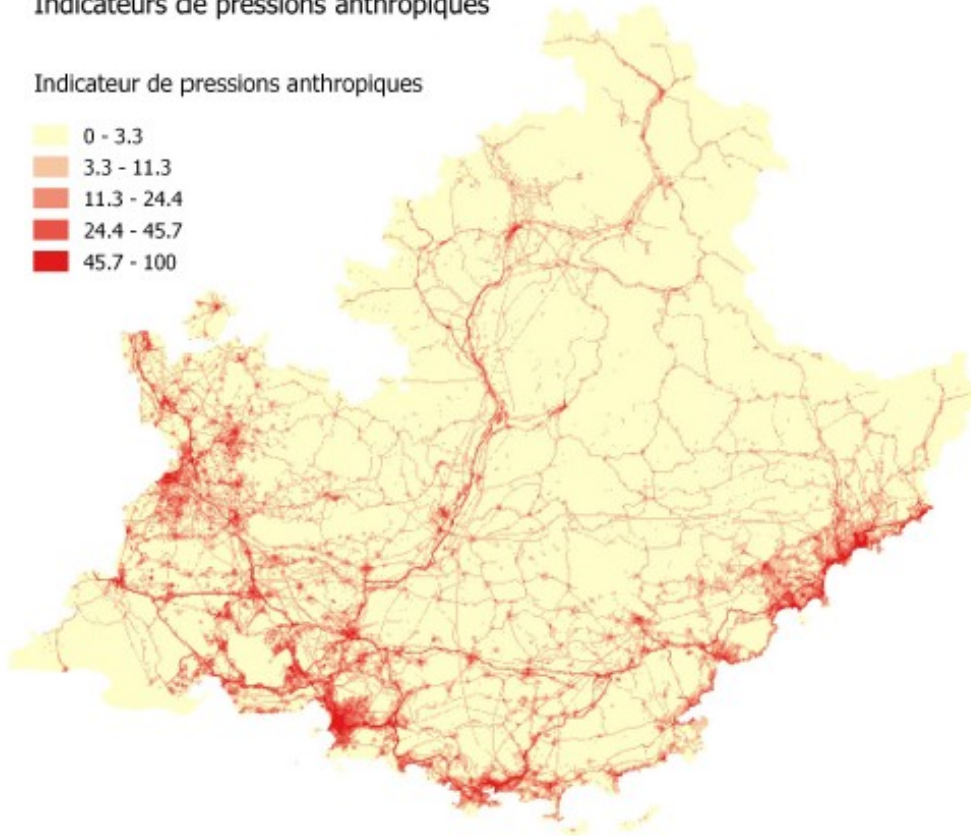 Indicateurs de pressions anthropiques
Indicateur de pressions anthropiques
0 - 3.3
3.3 - 11.3
11.3 - 24.4
24.4 - 45.7
45.7 - 100